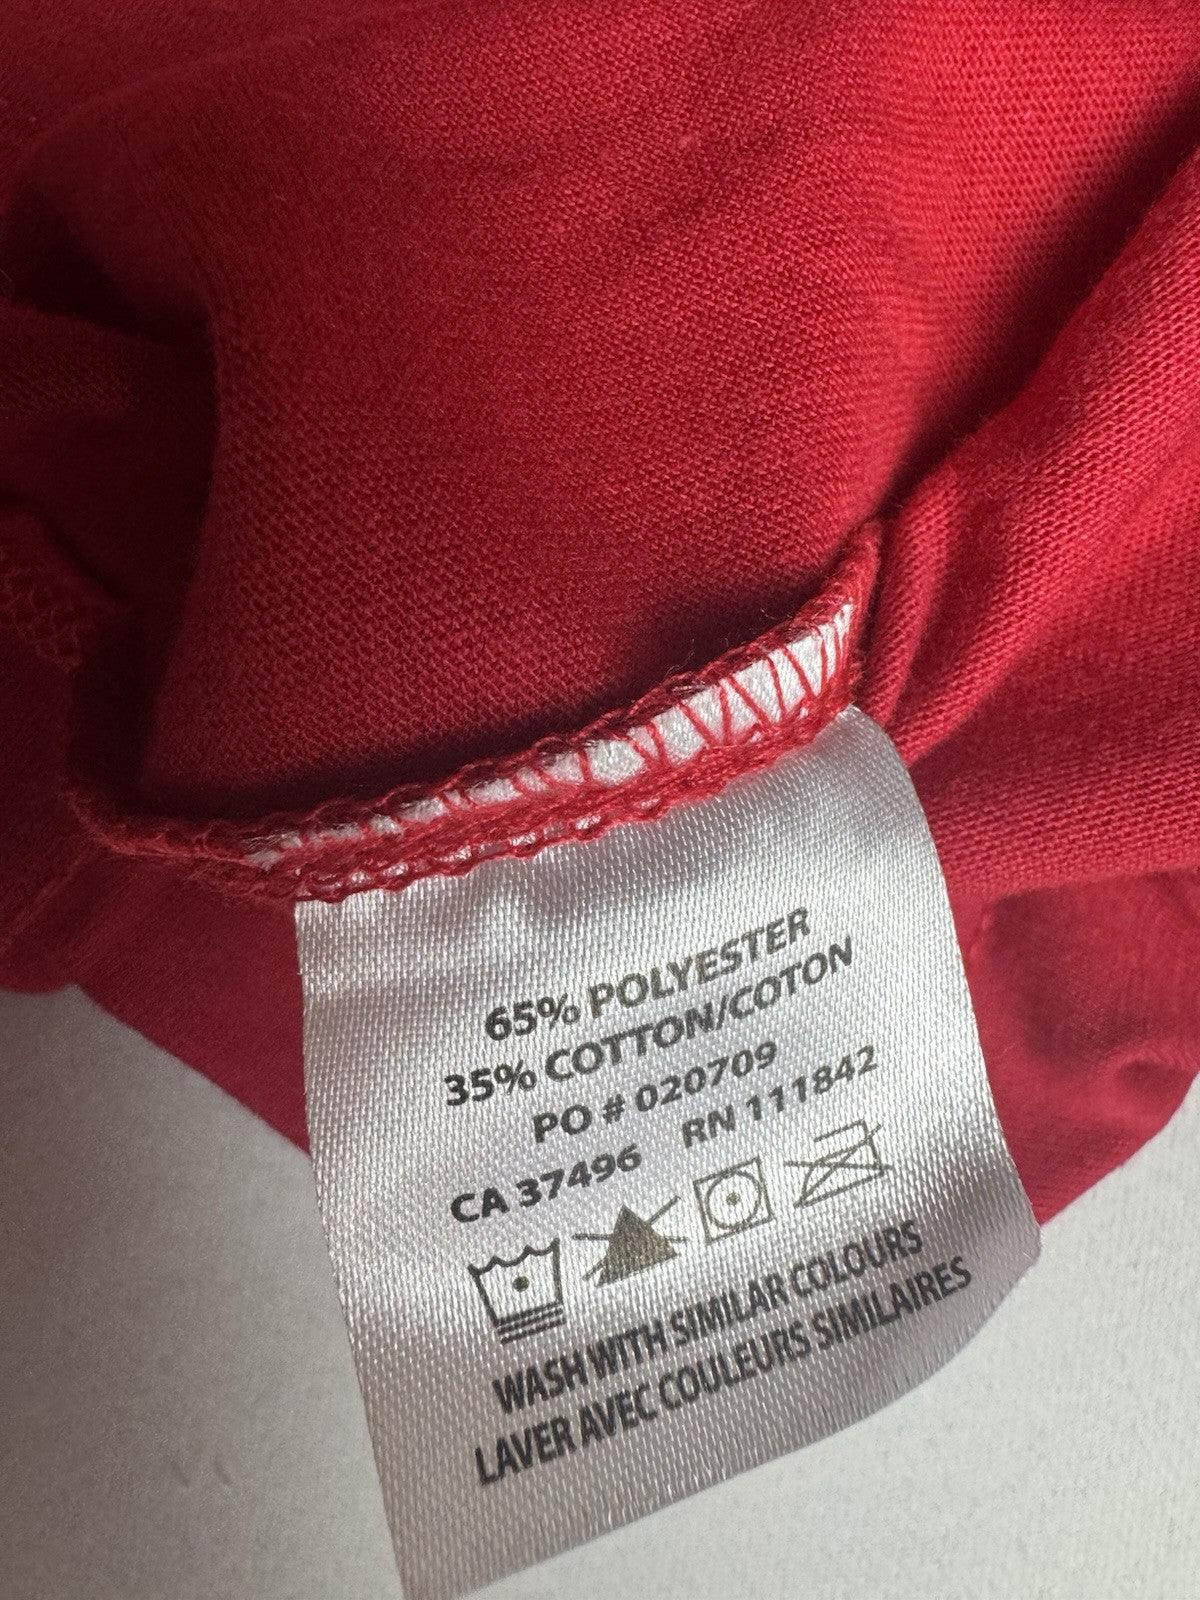 65% POLYESTER
35% COTTON/COTON
PO # 020709
CA 37496 RN 111842
WASH WITH SIMILAR COLOURS
LAVER AVEC COULEURS SIMILAIRES